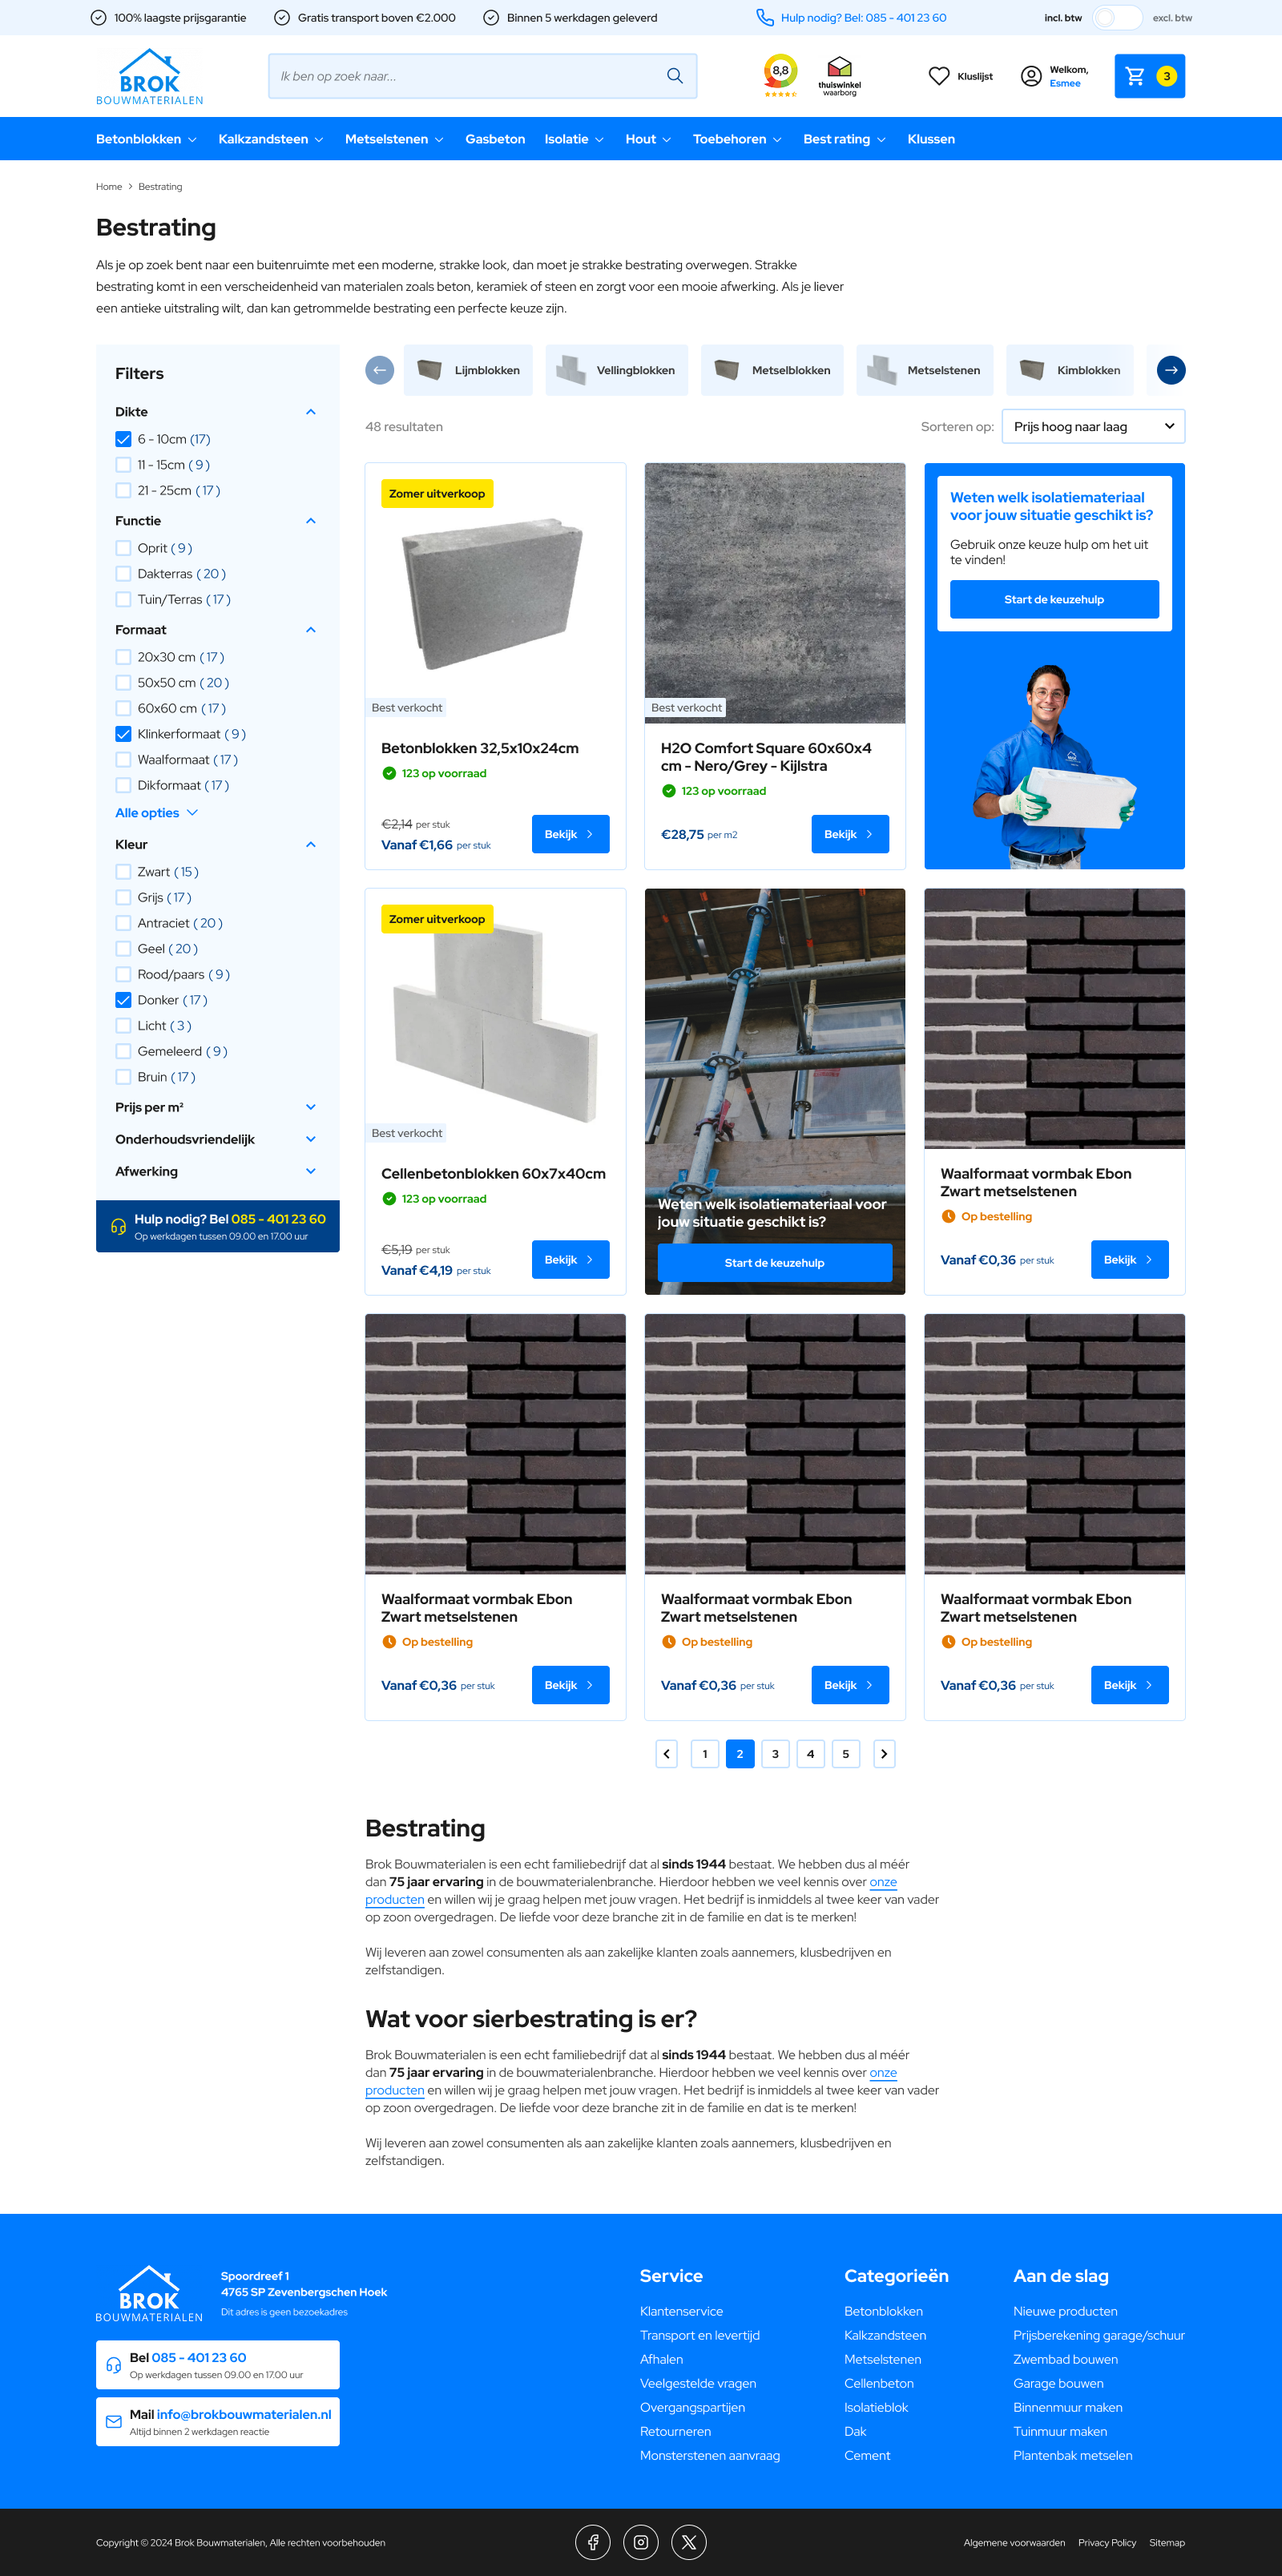 100% laagste prijsgarantie
Gratis transport boven €2.000
Binnen 5 werkdagen geleverd
Hulp nodig? Bel: 085 - 401 23 60
incl. btw
excl. btw
BROK
BOUWMATERIALEN
Ik ben op zoek naar...
8,8
thuiswinkel
waarborg
Kluslijst
Welkom,
Esmee
3
Betonblokken
Kalkzandsteen
Metselstenen
Gasbeton
Isolatie
Hout
Toebehoren
Best rating
Klussen
Home > Bestrating
Bestrating
Als je op zoek bent naar een buitenruimte met een moderne, strakke look, dan moet je strakke bestrating overwegen. Strakke
bestrating komt in een verscheidenheid van materialen zoals beton, keramiek of steen en zorgt voor een mooie afwerking. Als je liever
een antieke uitstraling wilt, dan kan getrommelde bestrating een perfecte keuze zijn.
Filters
Dikte
6 - 10cm (17)
11 - 15cm ( 9 )
21 - 25cm ( 17 )
Functie
Oprit ( 9 )
Dakterras ( 20 )
Tuin/Terras ( 17 )
Formaat
20x30 cm ( 17 )
50x50 cm ( 20 )
60x60 cm ( 17 )
Klinkerformaat ( 9 )
Waalformaat ( 17 )
Dikformaat ( 17 )
Alle opties
Kleur
Zwart ( 15 )
Grijs ( 17 )
Antraciet ( 20 )
Geel ( 20 )
Rood/paars ( 9 )
Donker ( 17 )
Licht ( 3 )
Gemeleerd ( 9 )
Bruin ( 17 )
Prijs per m²
Onderhoudsvriendelijk
Afwerking
Hulp nodig? Bel 085 - 401 23 60
Op werkdagen tussen 09.00 en 17.00 uur
Lijmblokken
Vellingblokken
Metselblokken
Metselstenen
Kimblokken
48 resultaten
Sorteren op:
Prijs hoog naar laag
Zomer uitverkoop
Best verkocht
Betonblokken 32,5x10x24cm
123 op voorraad
€2,14 per stuk
Vanaf €1,66 per stuk
Bekijk
Best verkocht
H2O Comfort Square 60x60x4
cm - Nero/Grey - Kijlstra
123 op voorraad
€28,75 per m2
Bekijk
Weten welk isolatiemateriaal
voor jouw situatie geschikt is?
Gebruik onze keuze hulp om het uit
te vinden!
Start de keuzehulp
Zomer uitverkoop
Best verkocht
Cellenbetonblokken 60x7x40cm
123 op voorraad
€5,19 per stuk
Vanaf €4,19 per stuk
Bekijk
Weten welk isolatiemateriaal voor
jouw situatie geschikt is?
Start de keuzehulp
Waalformaat vormbak Ebon
Zwart metselstenen
Op bestelling
Vanaf €0,36 per stuk
Bekijk
Waalformaat vormbak Ebon
Zwart metselstenen
Op bestelling
Vanaf €0,36 per stuk
Bekijk
Waalformaat vormbak Ebon
Zwart metselstenen
Op bestelling
Vanaf €0,36 per stuk
Bekijk
Waalformaat vormbak Ebon
Zwart metselstenen
Op bestelling
Vanaf €0,36 per stuk
Bekijk
1
2
3
4
5
Bestrating
Brok Bouwmaterialen is een echt familiebedrijf dat al sinds 1944 bestaat. We hebben dus al méér
dan 75 jaar ervaring in de bouwmaterialenbranche. Hierdoor hebben we veel kennis over onze
producten en willen wij je graag helpen met jouw vragen. Het bedrijf is inmiddels al twee keer van vader
op zoon overgedragen. De liefde voor deze branche zit in de familie en dat is te merken!
Wij leveren aan zowel consumenten als aan zakelijke klanten zoals aannemers, klusbedrijven en
zelfstandigen.
Wat voor sierbestrating is er?
Brok Bouwmaterialen is een echt familiebedrijf dat al sinds 1944 bestaat. We hebben dus al méér
dan 75 jaar ervaring in de bouwmaterialenbranche. Hierdoor hebben we veel kennis over onze
producten en willen wij je graag helpen met jouw vragen. Het bedrijf is inmiddels al twee keer van vader
op zoon overgedragen. De liefde voor deze branche zit in de familie en dat is te merken!
Wij leveren aan zowel consumenten als aan zakelijke klanten zoals aannemers, klusbedrijven en
zelfstandigen.
BROK
BOUWMATERIALEN
Spoordreef 1
4765 SP Zevenbergschen Hoek
Dit adres is geen bezoekadres
Bel 085 - 401 23 60
Op werkdagen tussen 09.00 en 17.00 uur
Mail info@brokbouwmaterialen.nl
Altijd binnen 2 werkdagen reactie
Service
Klantenservice
Transport en levertijd
Afhalen
Veelgestelde vragen
Overgangspartijen
Retourneren
Monsterstenen aanvraag
Categorieën
Betonblokken
Kalkzandsteen
Metselstenen
Cellenbeton
Isolatieblok
Dak
Cement
Aan de slag
Nieuwe producten
Prijsberekening garage/schuur
Zwembad bouwen
Garage bouwen
Binnenmuur maken
Tuinmuur maken
Plantenbak metselen
Copyright © 2024 Brok Bouwmaterialen, Alle rechten voorbehouden
Algemene voorwaarden
Privacy Policy
Sitemap